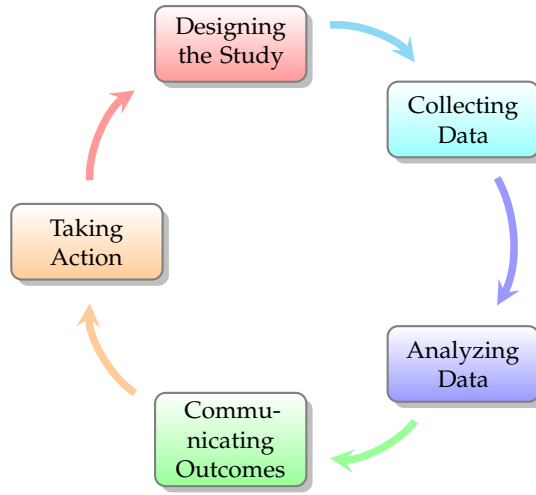 Designing
the Study
Collecting
Data
Analyzing
Data
Commu-
nicating
Outcomes
Taking
Action